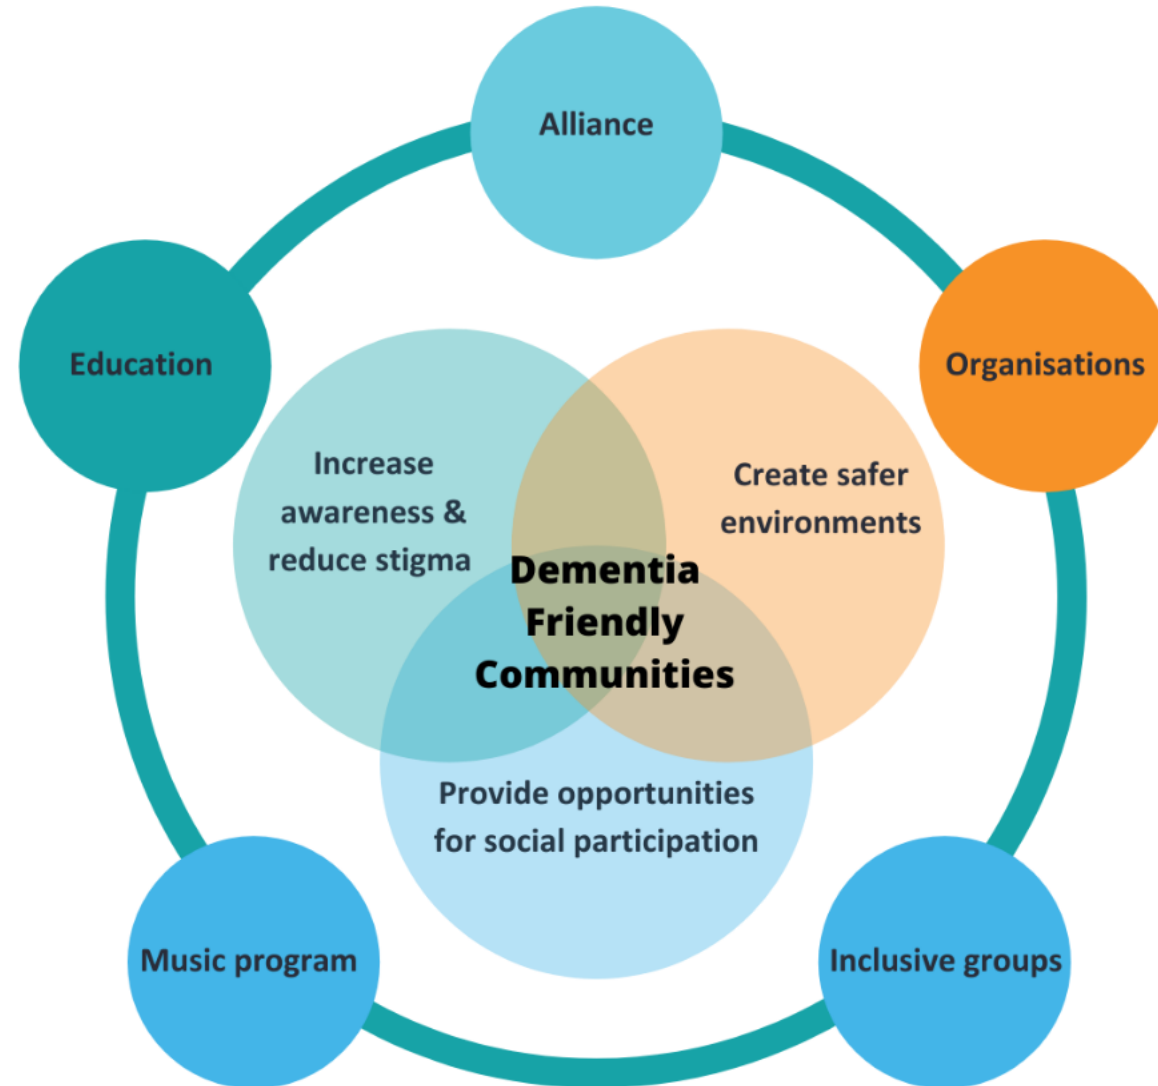 Alliance
Education
Organisations
Increase
awareness &
reduce stigma
Create safer
environments
Dementia
Friendly
Communities
Provide opportunities
for social participation
Music program
Inclusive groups